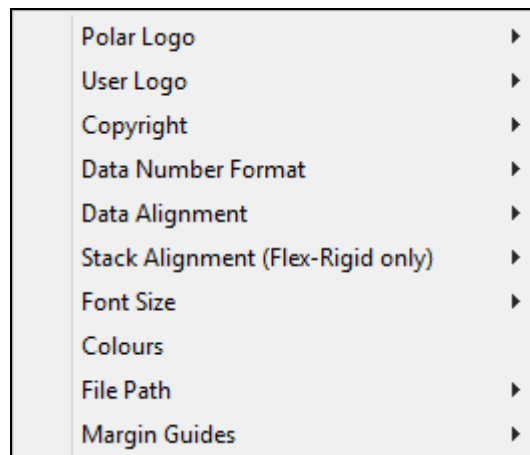 Polar Logo
User Logo
Copyright
Data Number Format
Data Alignment
Stack Alignment (Flex-Rigid only)
Font Size
Colours
File Path
Margin Guides